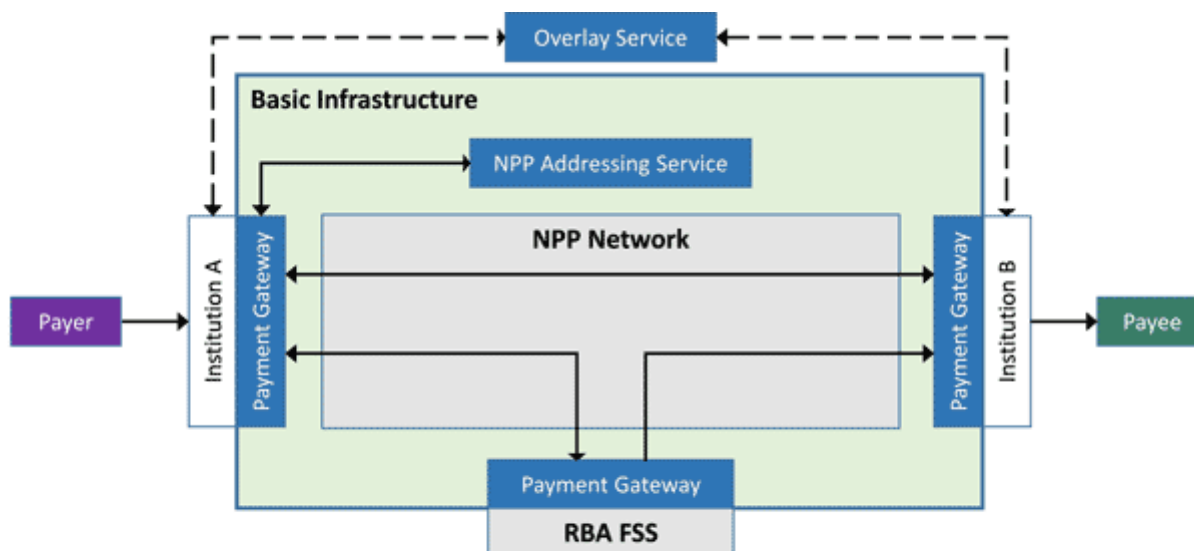 Overlay Service
Basic Infrastructure
NPP Addressing Service
NPP Network
Payer
Institution A
Payment Gateway
Payment Gateway
Institution B
Payee
Payment Gateway
RBA FSS